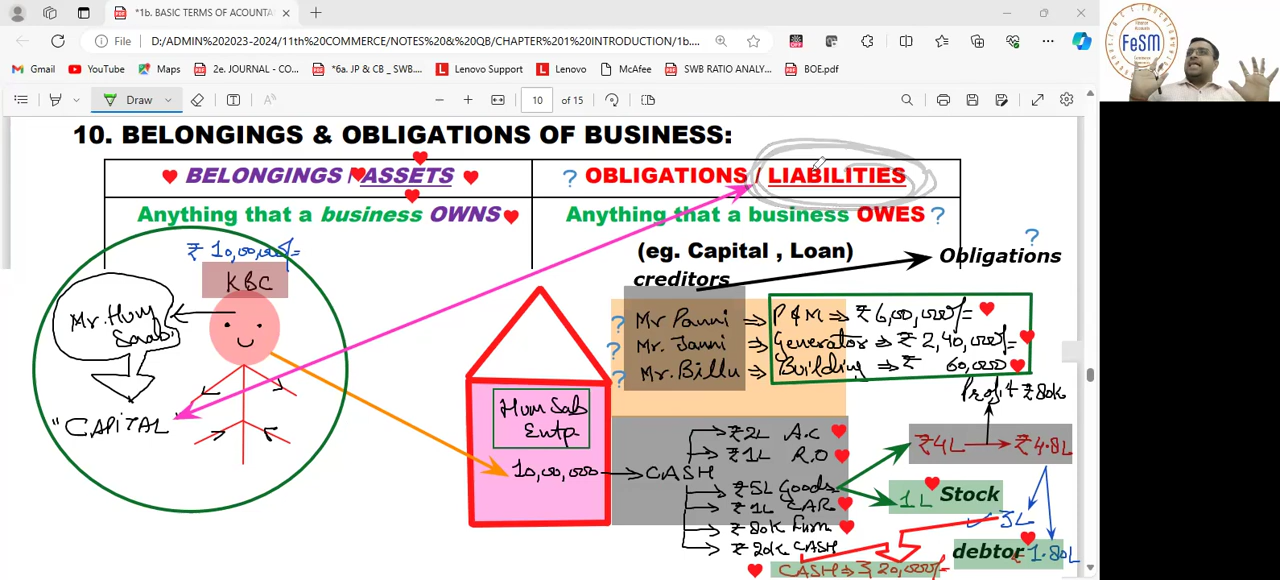 *1b. BASIC TERMS OF ACOUNTA
File
D:/ADMIN%202023-2024/11th%20COMMERCE/NOTES%20&%20QB/CHAPTER%201%20INTRODUCTION/1b....
Gmail YouTube Maps 2e. JOURNAL - CO... *6a. JP & CB _ SWB.... Lenovo Support Lenovo McAfee SWB RATIO ANALY... BOE.pdf
Draw 10 of 15
FeSM
10. BELONGINGS & OBLIGATIONS OF BUSINESS:
BELONGINGS / ASSETS
? OBLIGATIONS / LIABILITIES
Anything that a business OWNS
Anything that a business OWES ?
(eg. Capital , Loan)
₹ 10,00,000/=
KBC
Mr. Hum
Saab
"CAPITAL"
creditors
?
Obligations
? Mr Pammi ⇒ P & M ⇒ ₹ 6,00,000/=
? Mr. Jammi ⇒ Generator ⇒ ₹ 2,40,000/=
? Mr. Billu ⇒ Building ⇒ ₹ 60,000
Profit ₹80K
Hum Sab
Entp
10,00,000 → CASH
₹2L A.C
₹1L R.O
₹5L Goods
₹1L CAR
₹80K Furn
₹20K CASH
₹4L → ₹4.8L
1L Stock
3L
debtor 1.80L
CASH ⇒ 3,20,000/=